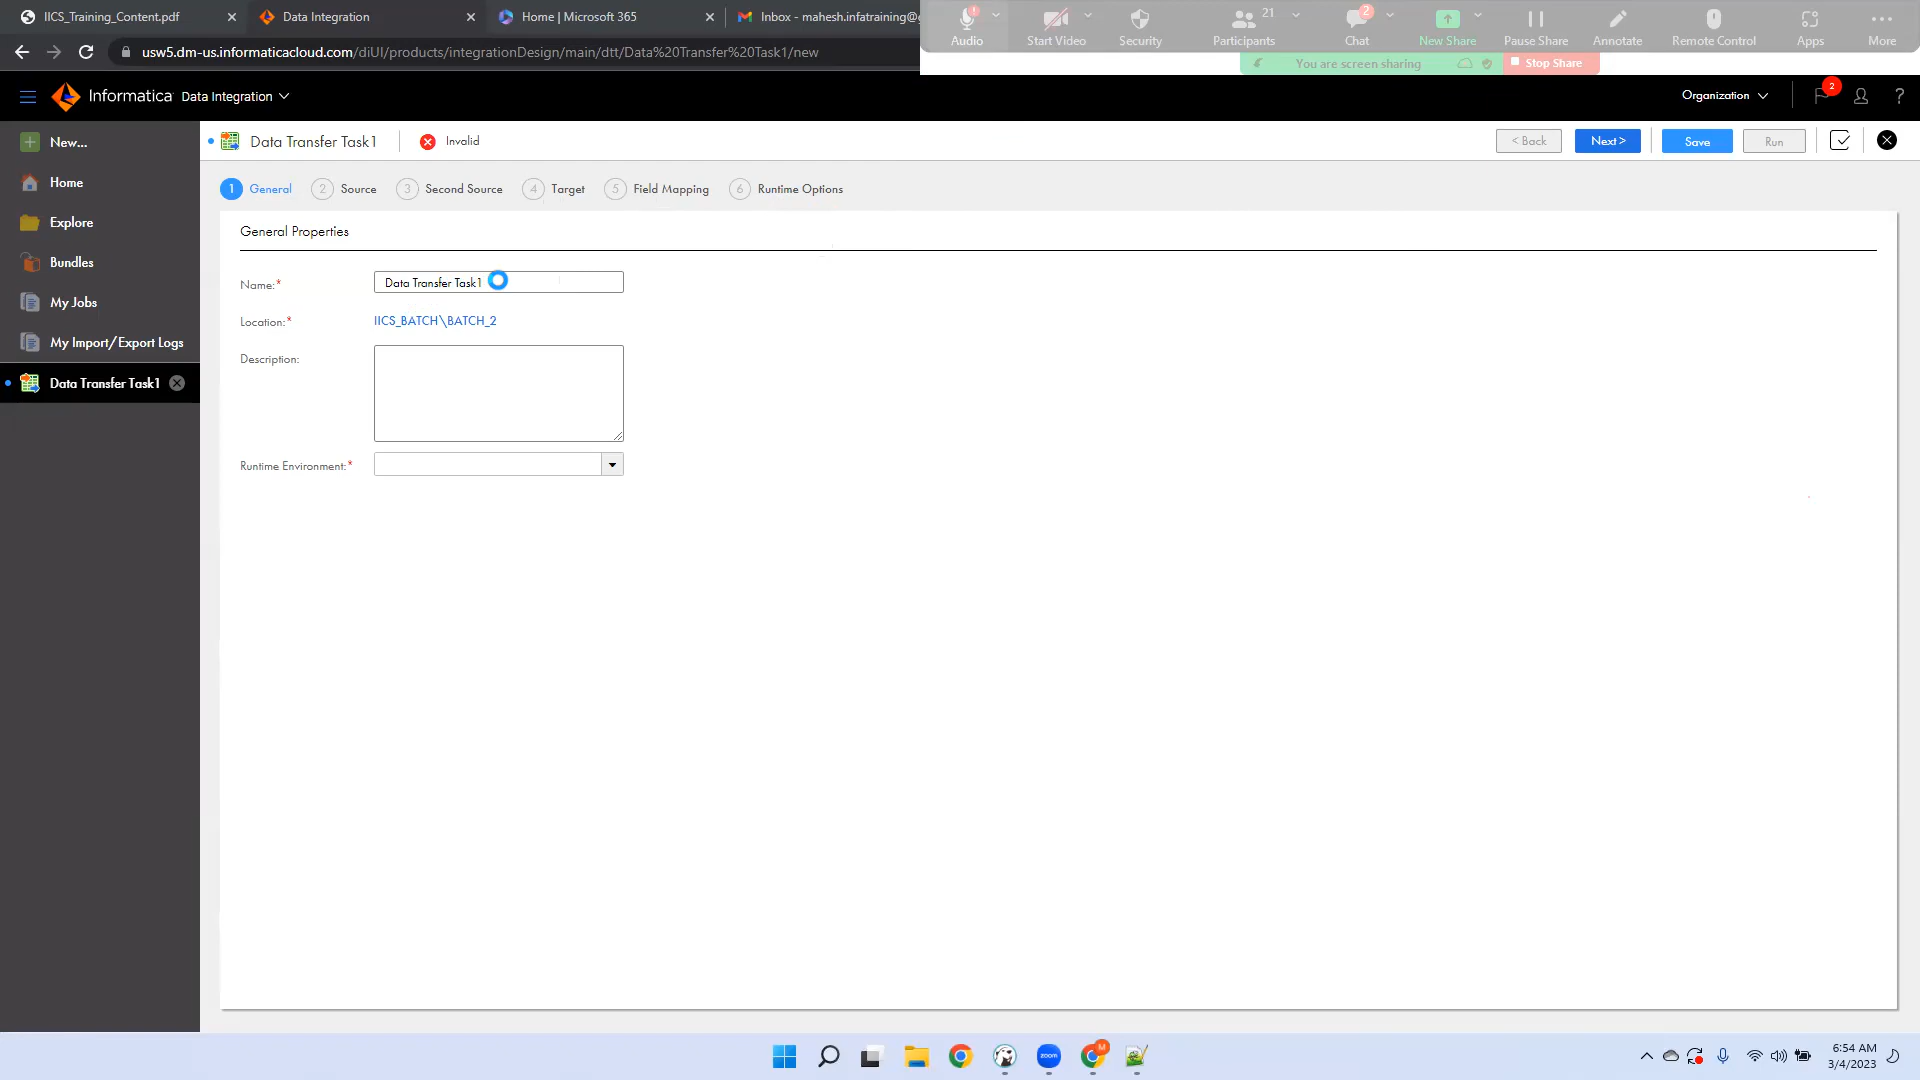 IICS_Training_Content.pdf
Data Integration
Home | Microsoft 365
Inbox - mahesh.infatraining@g
usw5.dm-us.informaticacloud.com/diUI/products/integrationDesign/main/dtt/Data%20Transfer%20Task1/new
Audio
Start Video
Security
21
Participants
2
Chat
New Share
Pause Share
Annotate
Remote Control
Apps
More
You are screen sharing
Stop Share
Informatica Data Integration
Organization
2
?
New...
Home
Explore
Bundles
My Jobs
My Import/Export Logs
Data Transfer Task1
Data Transfer Task1
Invalid
< Back
Next >
Save
Run
1 General
2 Source
3 Second Source
4 Target
5 Field Mapping
6 Runtime Options
General Properties
Name:*
Data Transfer Task1
Location:*
IICS_BATCH\BATCH_2
Description:
Runtime Environment:*
zoom
M
6:54 AM
3/4/2023